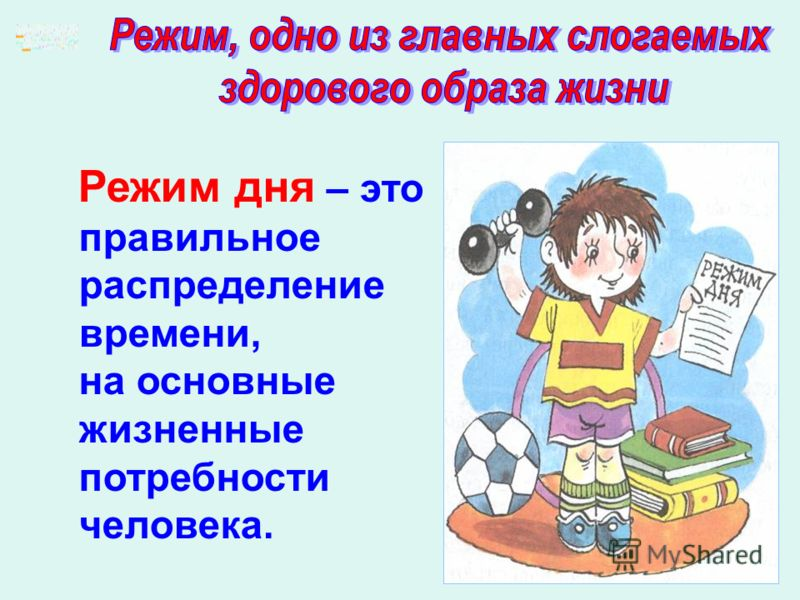 Режим, одно из главных слогаемых
здорового образа жизни
Режим дня – это
правильное
распределение
времени,
на основные
жизненные
потребности
человека.
РЕЖИМ
ДНЯ
MyShared